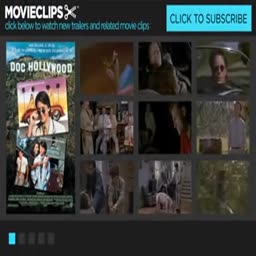 MOVIECLIPS
CLICK TO SUBSCRIBE
click below to watch new trailers and related movie clips
DOC HOLLYWOOD